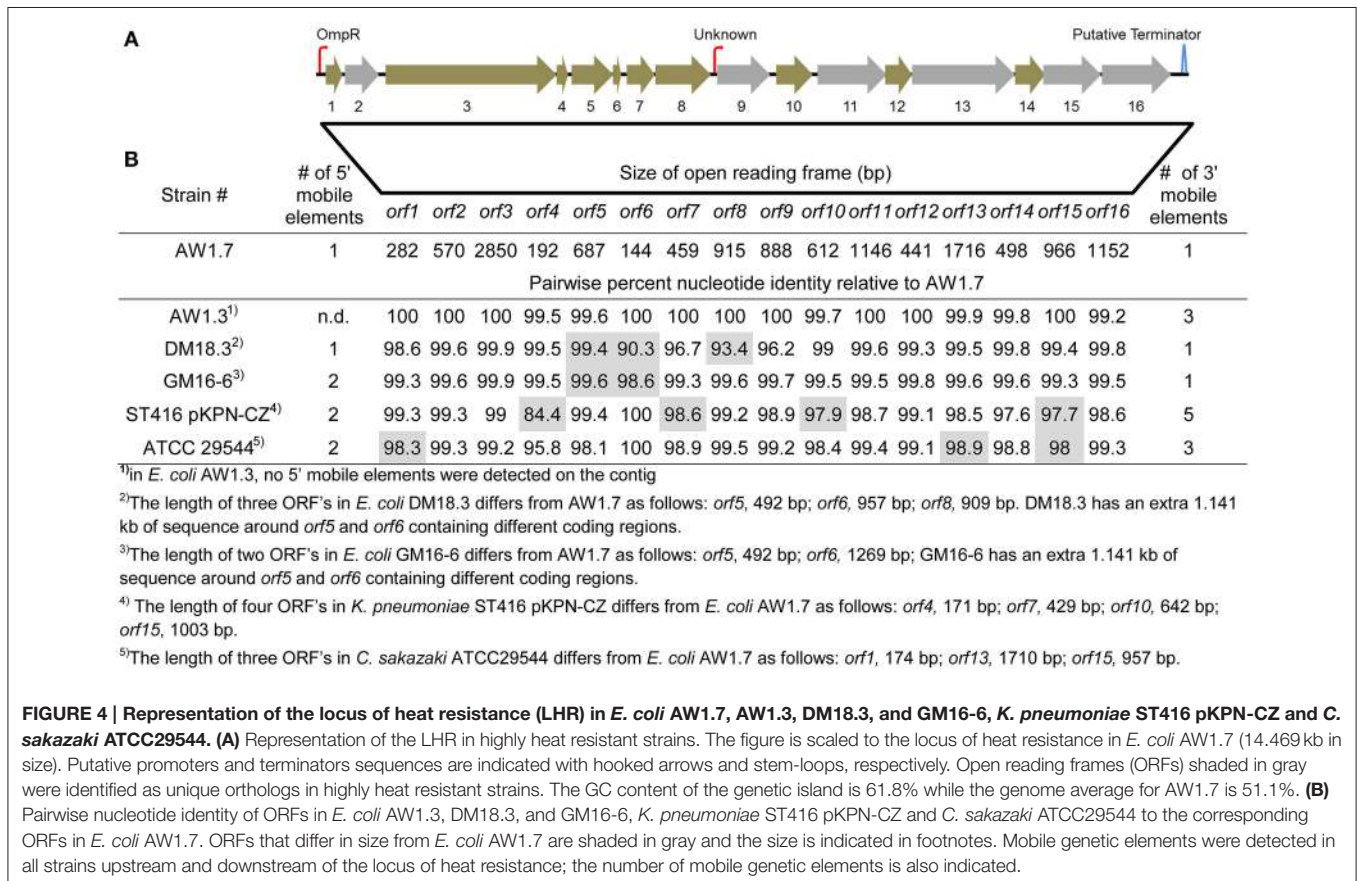 A
OmpR
Unknown
Putative Terminator
1 2 3 4 5 6 7 8 9 10 11 12 13 14 15 16
B
Strain #
# of 5' mobile elements
Size of open reading frame (bp)
# of 3' mobile elements
orf1 orf2 orf3 orf4 orf5 orf6 orf7 orf8 orf9 orf10 orf11 orf12 orf13 orf14 orf15 orf16
AW1.7 1 282 570 2850 192 687 144 459 915 888 612 1146 441 1716 498 966 1152 1
Pairwise percent nucleotide identity relative to AW1.7
AW1.3¹⁾ n.d. 100 100 100 99.5 99.6 100 100 100 100 99.7 100 100 99.9 99.8 100 99.2 3
DM18.3²⁾ 1 98.6 99.6 99.9 99.5 99.4 90.3 96.7 93.4 96.2 99 99.6 99.3 99.5 99.8 99.4 99.8 1
GM16-6³⁾ 2 99.3 99.6 99.9 99.5 99.6 98.6 99.3 99.6 99.7 99.5 99.5 99.8 99.6 99.6 99.3 99.5 1
ST416 pKPN-CZ⁴⁾ 2 99.3 99.3 99 84.4 99.4 100 98.6 99.2 98.9 97.9 98.7 99.1 98.5 97.6 97.7 98.6 5
ATCC 29544⁵⁾ 2 98.3 99.3 99.2 95.8 98.1 100 98.9 99.5 99.2 98.4 99.4 99.1 98.9 98.8 98 99.3 3
¹⁾in E. coli AW1.3, no 5' mobile elements were detected on the contig
²⁾The length of three ORF's in E. coli DM18.3 differs from AW1.7 as follows: orf5, 492 bp; orf6, 957 bp; orf8, 909 bp. DM18.3 has an extra 1.141
kb of sequence around orf5 and orf6 containing different coding regions.
³⁾The length of two ORF's in E. coli GM16-6 differs from AW1.7 as follows: orf5, 492 bp; orf6, 1269 bp; GM16-6 has an extra 1.141 kb of
sequence around orf5 and orf6 containing different coding regions.
⁴⁾ The length of four ORF's in K. pneumoniae ST416 pKPN-CZ differs from E. coli AW1.7 as follows: orf4, 171 bp; orf7, 429 bp; orf10, 642 bp;
orf15, 1003 bp.
⁵⁾The length of three ORF's in C. sakazaki ATCC29544 differs from E. coli AW1.7 as follows: orf1, 174 bp; orf13, 1710 bp; orf15, 957 bp.
FIGURE 4 | Representation of the locus of heat resistance (LHR) in E. coli AW1.7, AW1.3, DM18.3, and GM16-6, K. pneumoniae ST416 pKPN-CZ and C.
sakazaki ATCC29544. (A) Representation of the LHR in highly heat resistant strains. The figure is scaled to the locus of heat resistance in E. coli AW1.7 (14.469 kb in
size). Putative promoters and terminators sequences are indicated with hooked arrows and stem-loops, respectively. Open reading frames (ORFs) shaded in gray
were identified as unique orthologs in highly heat resistant strains. The GC content of the genetic island is 61.8% while the genome average for AW1.7 is 51.1%. (B)
Pairwise nucleotide identity of ORFs in E. coli AW1.3, DM18.3, and GM16-6, K. pneumoniae ST416 pKPN-CZ and C. sakazaki ATCC29544 to the corresponding
ORFs in E. coli AW1.7. ORFs that differ in size from E. coli AW1.7 are shaded in gray and the size is indicated in footnotes. Mobile genetic elements were detected in
all strains upstream and downstream of the locus of heat resistance; the number of mobile genetic elements is also indicated.